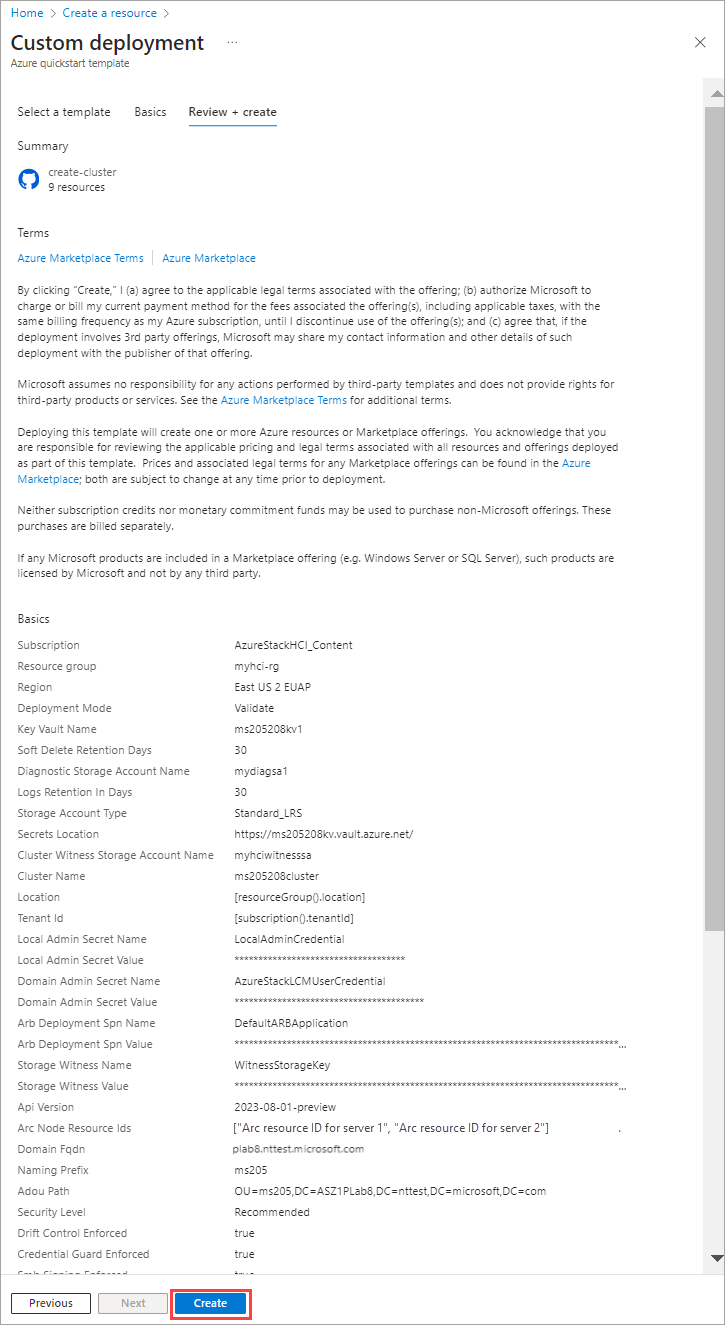 Home > Create a resource >
Custom deployment ...
Azure quickstart template
Select a template Basics Review + create
Summary
create-cluster
9 resources
Terms
Azure Marketplace Terms | Azure Marketplace
By clicking “Create,” I (a) agree to the applicable legal terms associated with the offering; (b) authorize Microsoft to
charge or bill my current payment method for the fees associated the offering(s), including applicable taxes, with the
same billing frequency as my Azure subscription, until I discontinue use of the offering(s); and (c) agree that, if the
deployment involves 3rd party offerings, Microsoft may share my contact information and other details of such
deployment with the publisher of that offering.
Microsoft assumes no responsibility for any actions performed by third-party templates and does not provide rights for
third-party products or services. See the Azure Marketplace Terms for additional terms.
Deploying this template will create one or more Azure resources or Marketplace offerings. You acknowledge that you
are responsible for reviewing the applicable pricing and legal terms associated with all resources and offerings deployed
as part of this template. Prices and associated legal terms for any Marketplace offerings can be found in the Azure
Marketplace; both are subject to change at any time prior to deployment.
Neither subscription credits nor monetary commitment funds may be used to purchase non-Microsoft offerings. These
purchases are billed separately.
If any Microsoft products are included in a Marketplace offering (e.g. Windows Server or SQL Server), such products are
licensed by Microsoft and not by any third party.
Basics
Subscription AzureStackHCI_Content
Resource group myhci-rg
Region East US 2 EUAP
Deployment Mode Validate
Key Vault Name ms205208kv1
Soft Delete Retention Days 30
Diagnostic Storage Account Name mydiagsa1
Logs Retention In Days 30
Storage Account Type Standard_LRS
Secrets Location https://ms205208kv.vault.azure.net/
Cluster Witness Storage Account Name myhciwitnesssa
Cluster Name ms205208cluster
Location [resourceGroup().location]
Tenant Id [subscription().tenantId]
Local Admin Secret Name LocalAdminCredential
Local Admin Secret Value ************************************
Domain Admin Secret Name AzureStackLCMUserCredential
Domain Admin Secret Value ****************************************
Arb Deployment Spn Name DefaultARBApplication
Arb Deployment Spn Value *********************************************************************************...
Storage Witness Name WitnessStorageKey
Storage Witness Value *********************************************************************************...
Api Version 2023-08-01-preview
Arc Node Resource Ids ["Arc resource ID for server 1", "Arc resource ID for server 2"] .
Domain Fqdn plab8.nttest.microsoft.com
Naming Prefix ms205
Adou Path OU=ms205,DC=ASZ1PLab8,DC=nttest,DC=microsoft,DC=com
Security Level Recommended
Drift Control Enforced true
Credential Guard Enforced true
Smb Signing Enforced true
Previous Next Create